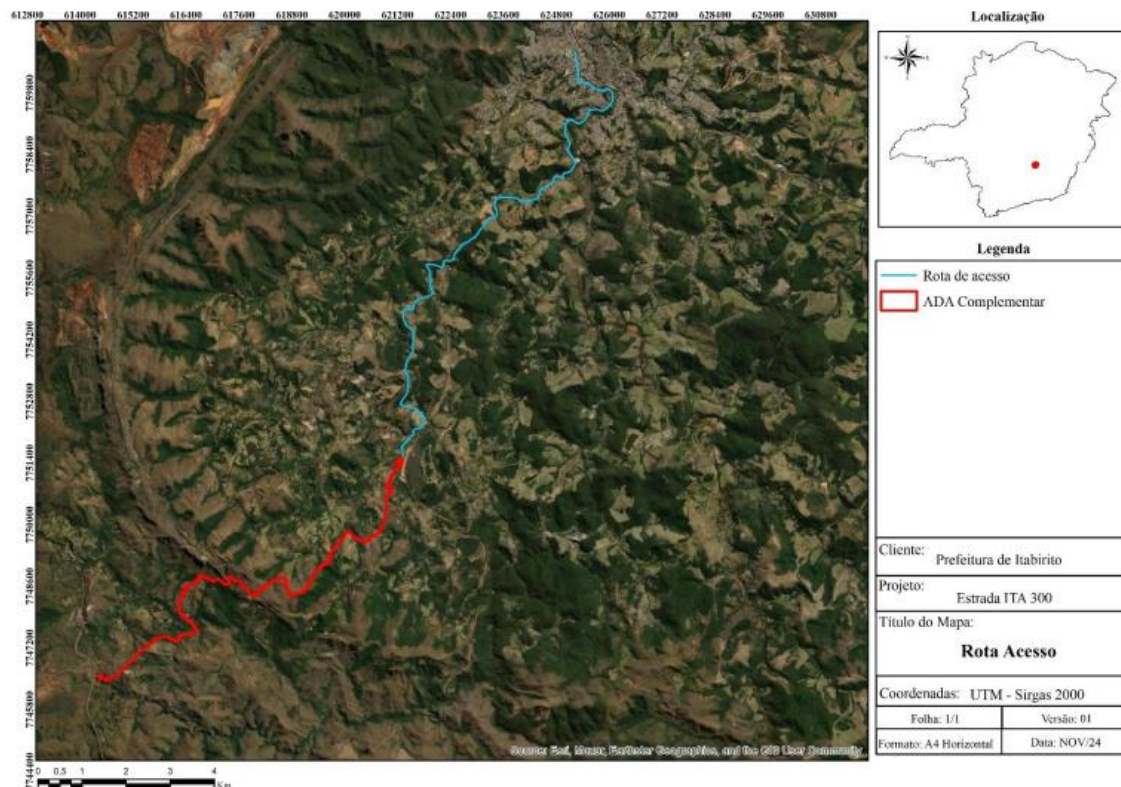 612800 614000 615200 616400 617600 618800 620000 621200 622400 623600 624800 626000 627200 628400 629600 630800
7759800
7758400
7757000
7755600
7754200
7752800
7751400
7750000
7748600
7747200
7745800
7744400
Source: Esri, Maxar, Earthstar Geographics, and the GIS User Community
0 0,5 1 2 3 4
Km
Localização
Legenda
Rota de acesso
ADA Complementar
Cliente: Prefeitura de Itabirito
Projeto: Estrada ITA 300
Título do Mapa:
Rota Acesso
Coordenadas: UTM - Sirgas 2000
Folha: 1/1 Versão: 01
Formato: A4 Horizontal Data: NOV/24